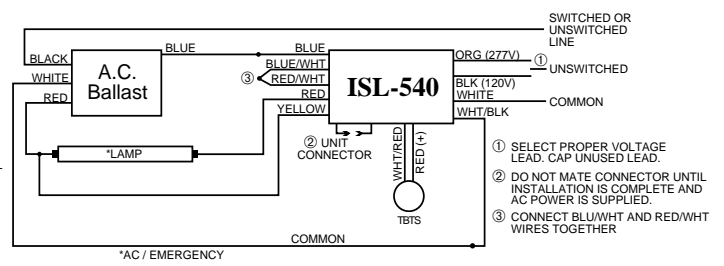 SWITCHED OR
UNSWITCHED
LINE
BLACK
WHITE
RED
A.C.
Ballast
BLUE
BLUE
BLUE/WHT
③ RED/WHT
RED
YELLOW
ISL-540
ORG (277V) ①
UNSWITCHED
BLK (120V)
WHITE
COMMON
WHT/BLK
② UNIT
CONNECTOR
WHT/RED
RED (+)
TBTS
*LAMP
COMMON
*AC / EMERGENCY
① SELECT PROPER VOLTAGE
LEAD. CAP UNUSED LEAD.
② DO NOT MATE CONNECTOR UNTIL
INSTALLATION IS COMPLETE AND
AC POWER IS SUPPLIED.
③ CONNECT BLU/WHT AND RED/WHT
WIRES TOGETHER